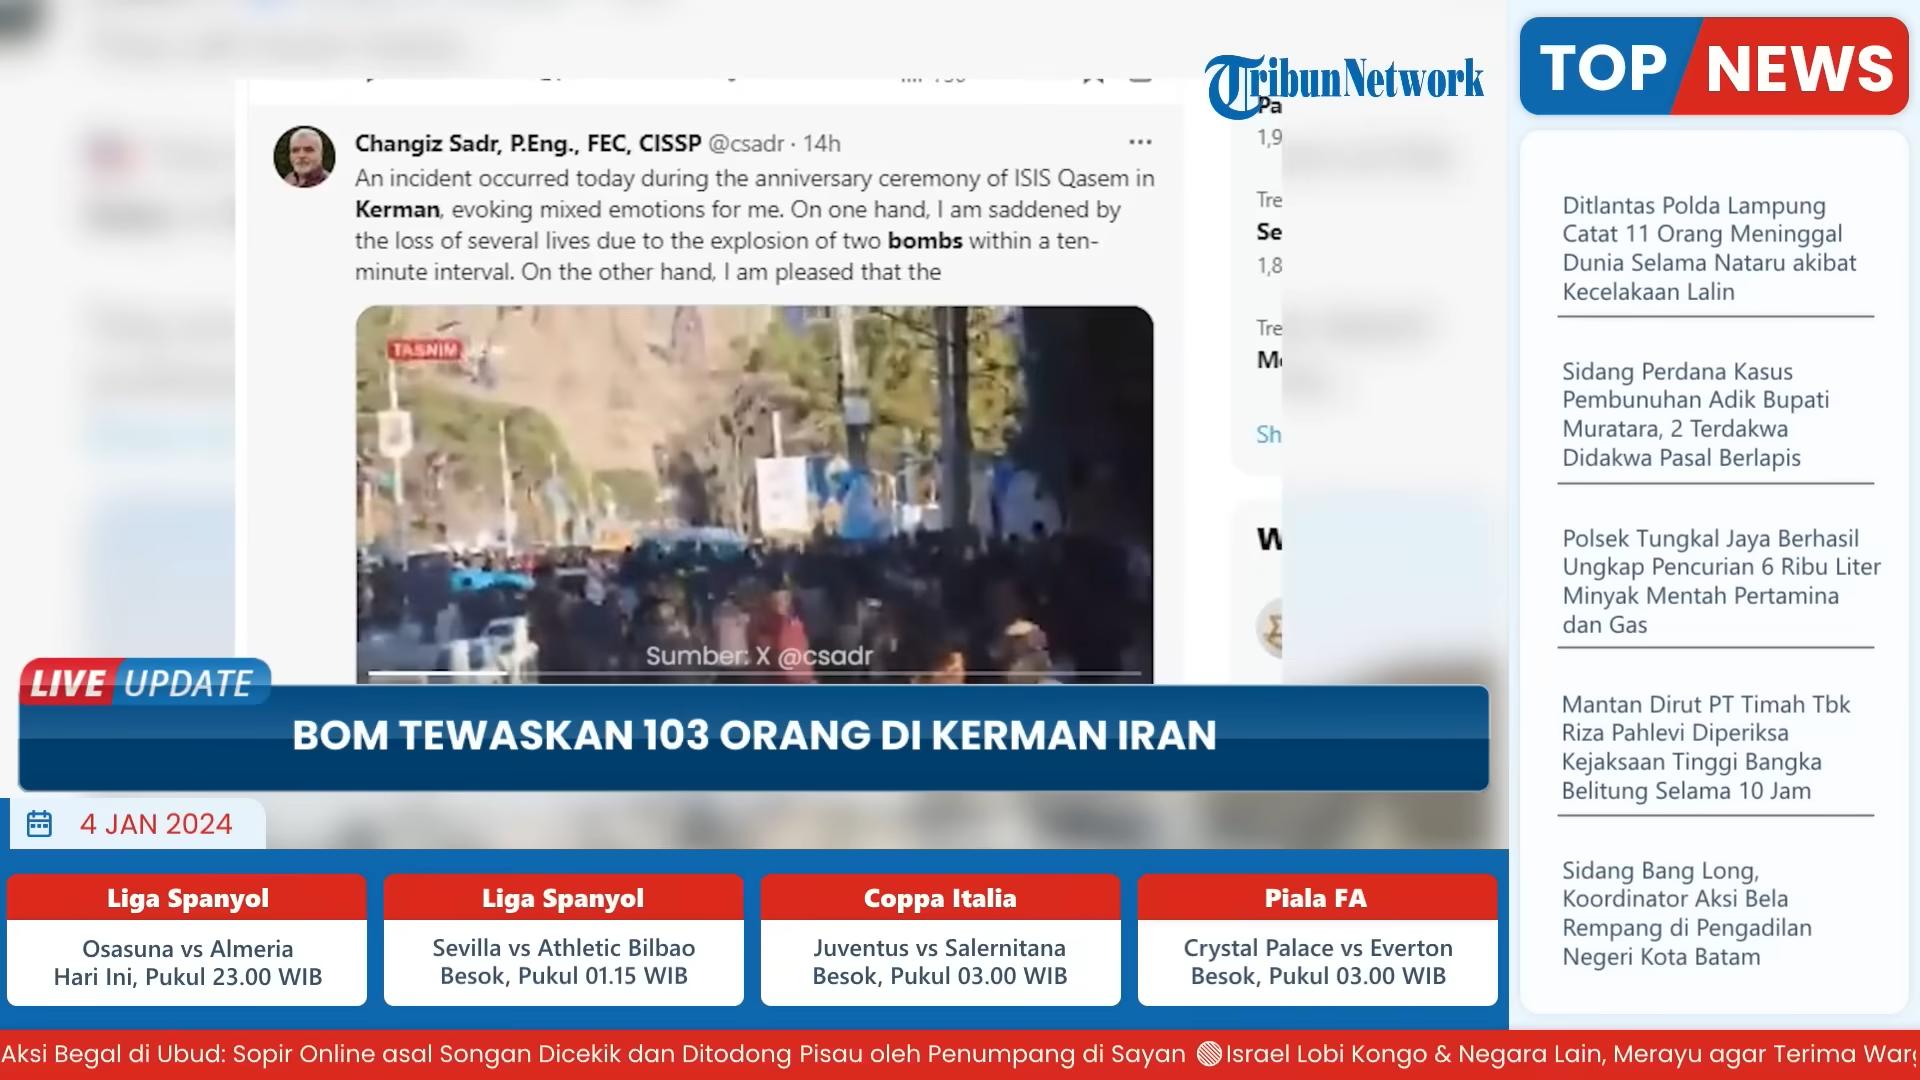 TribunNetwork
TOP NEWS
Changiz Sadr, P.Eng., FEC, CISSP @csadr · 14h
An incident occurred today during the anniversary ceremony of ISIS Qasem in
Kerman, evoking mixed emotions for me. On one hand, I am saddened by
the loss of several lives due to the explosion of two bombs within a ten-
minute interval. On the other hand, I am pleased that the
Pa
1,9
Tre
Se
1,8
Tre
Sh
W
TASNIM
Sumber: X @csadr
LIVE UPDATE
BOM TEWASKAN 103 ORANG DI KERMAN IRAN
4 JAN 2024
Liga Spanyol
Osasuna vs Almeria
Hari Ini, Pukul 23.00 WIB
Liga Spanyol
Sevilla vs Athletic Bilbao
Besok, Pukul 01.15 WIB
Coppa Italia
Juventus vs Salernitana
Besok, Pukul 03.00 WIB
Piala FA
Crystal Palace vs Everton
Besok, Pukul 03.00 WIB
Ditlantas Polda Lampung
Catat 11 Orang Meninggal
Dunia Selama Nataru akibat
Kecelakaan Lalin
Sidang Perdana Kasus
Pembunuhan Adik Bupati
Muratara, 2 Terdakwa
Didakwa Pasal Berlapis
Polsek Tungkal Jaya Berhasil
Ungkap Pencurian 6 Ribu Liter
Minyak Mentah Pertamina
dan Gas
Mantan Dirut PT Timah Tbk
Riza Pahlevi Diperiksa
Kejaksaan Tinggi Bangka
Belitung Selama 10 Jam
Sidang Bang Long,
Koordinator Aksi Bela
Rempang di Pengadilan
Negeri Kota Batam
Aksi Begal di Ubud: Sopir Online asal Songan Dicekik dan Ditodong Pisau oleh Penumpang di Sayan Israel Lobi Kongo & Negara Lain, Merayu agar Terima Warg